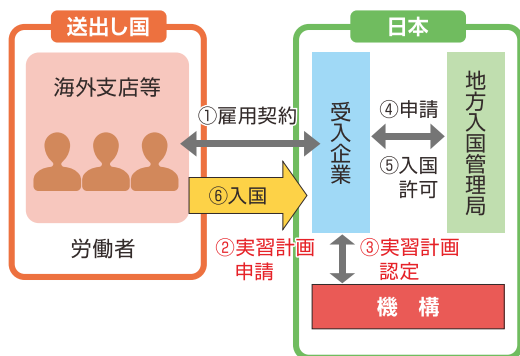 送出し国
海外支店等
労働者
①雇用契約
⑥入国
②実習計画
申請
日本
受入企業
④申請
⑤入国
許可
地方入国管理局
③実習計画
認定
機 構